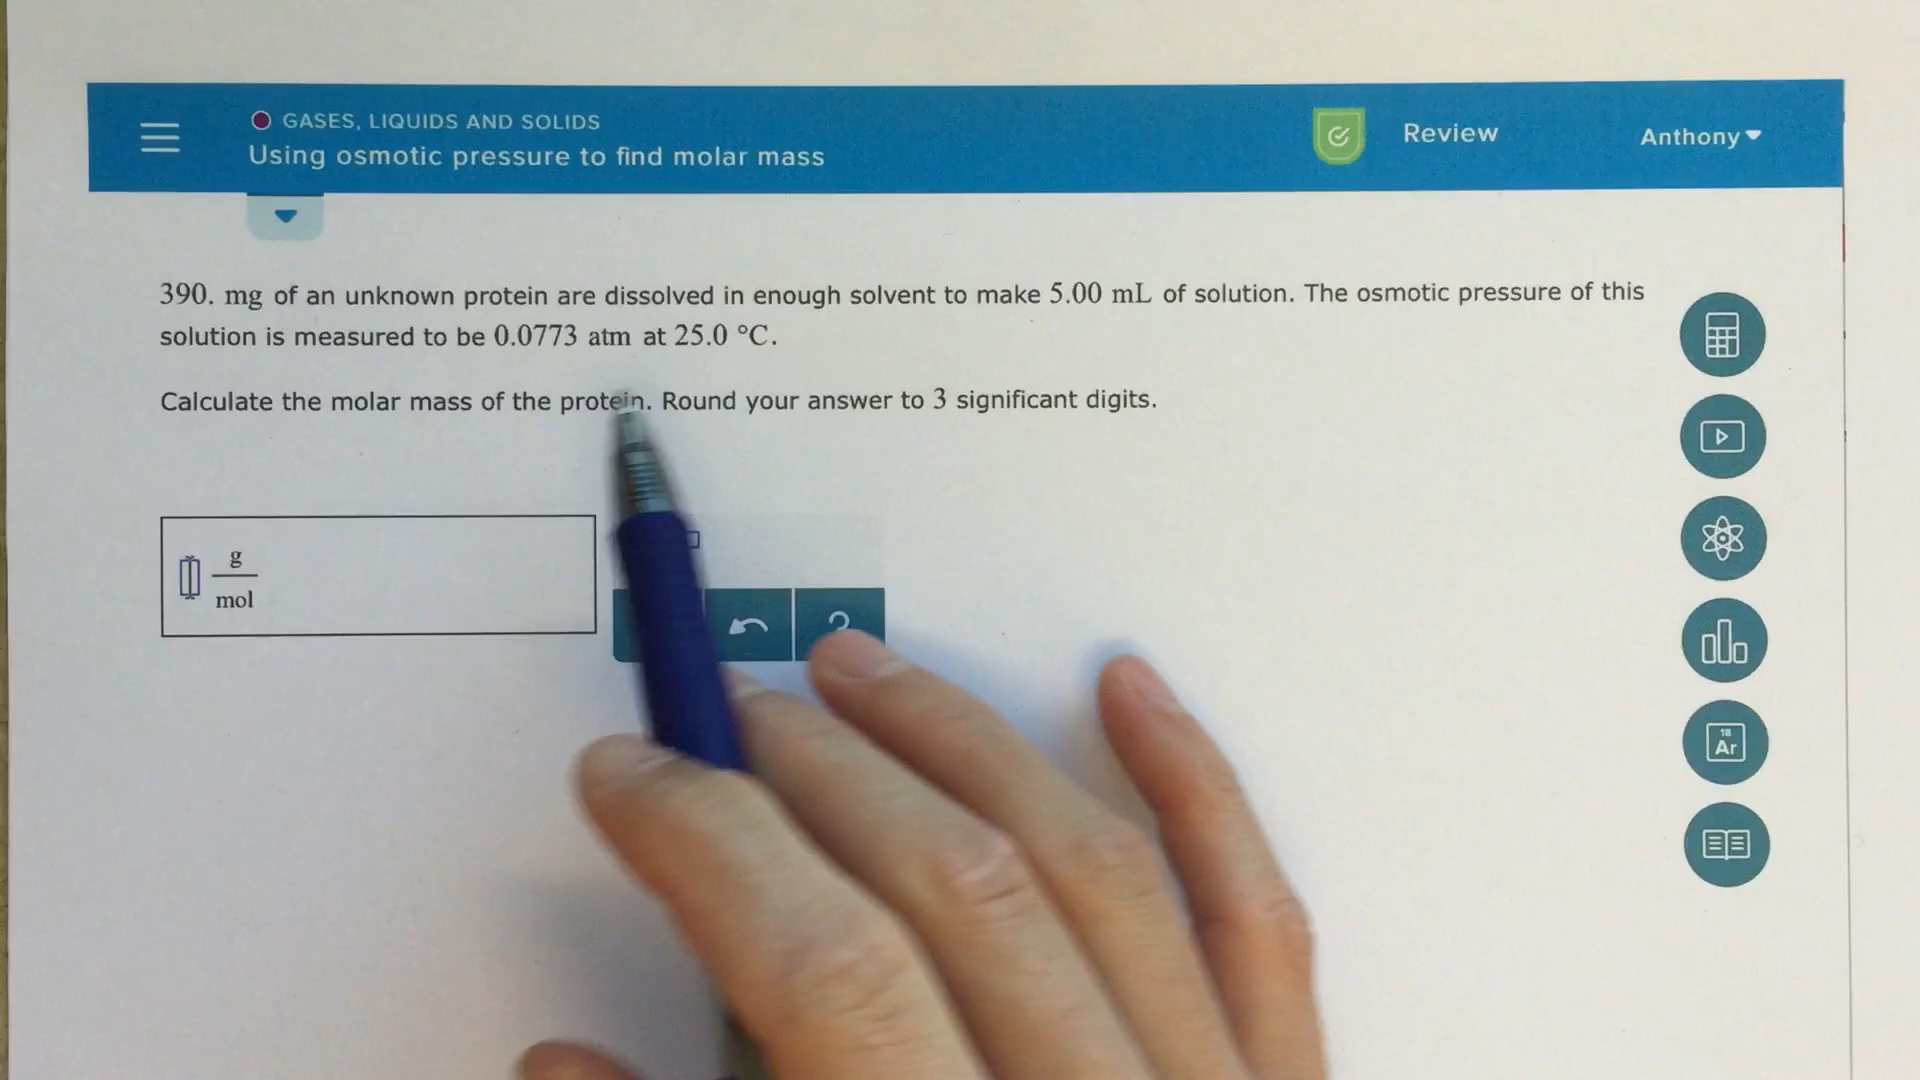 GASES, LIQUIDS AND SOLIDS
Using osmotic pressure to find molar mass
Review
Anthony
390. mg of an unknown protein are dissolved in enough solvent to make 5.00 mL of solution. The osmotic pressure of this
solution is measured to be 0.0773 atm at 25.0 °C.
Calculate the molar mass of the protein. Round your answer to 3 significant digits.
g
mol
?
18
Ar